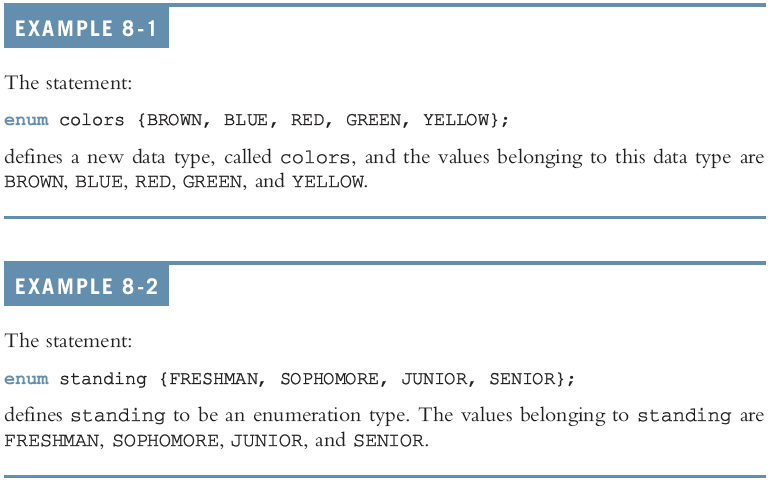 EXAMPLE 8-1
The statement:
enum colors {BROWN, BLUE, RED, GREEN, YELLOW};
defines a new data type, called colors, and the values belonging to this data type are
BROWN, BLUE, RED, GREEN, and YELLOW.
EXAMPLE 8-2
The statement:
enum standing {FRESHMAN, SOPHOMORE, JUNIOR, SENIOR};
defines standing to be an enumeration type. The values belonging to standing are
FRESHMAN, SOPHOMORE, JUNIOR, and SENIOR.